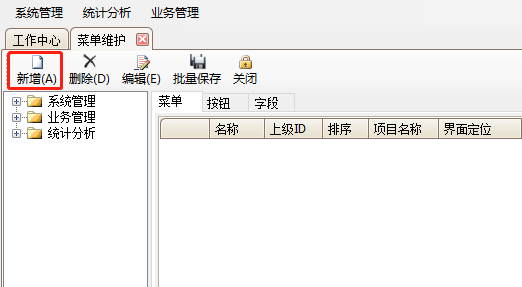 系统管理 统计分析 业务管理
工作中心 菜单维护
新增(A) 删除(D) 编辑(E) 批量保存 关闭
系统管理
业务管理
统计分析
菜单 按钮 字段
名称 上级ID 排序 项目名称 界面定位